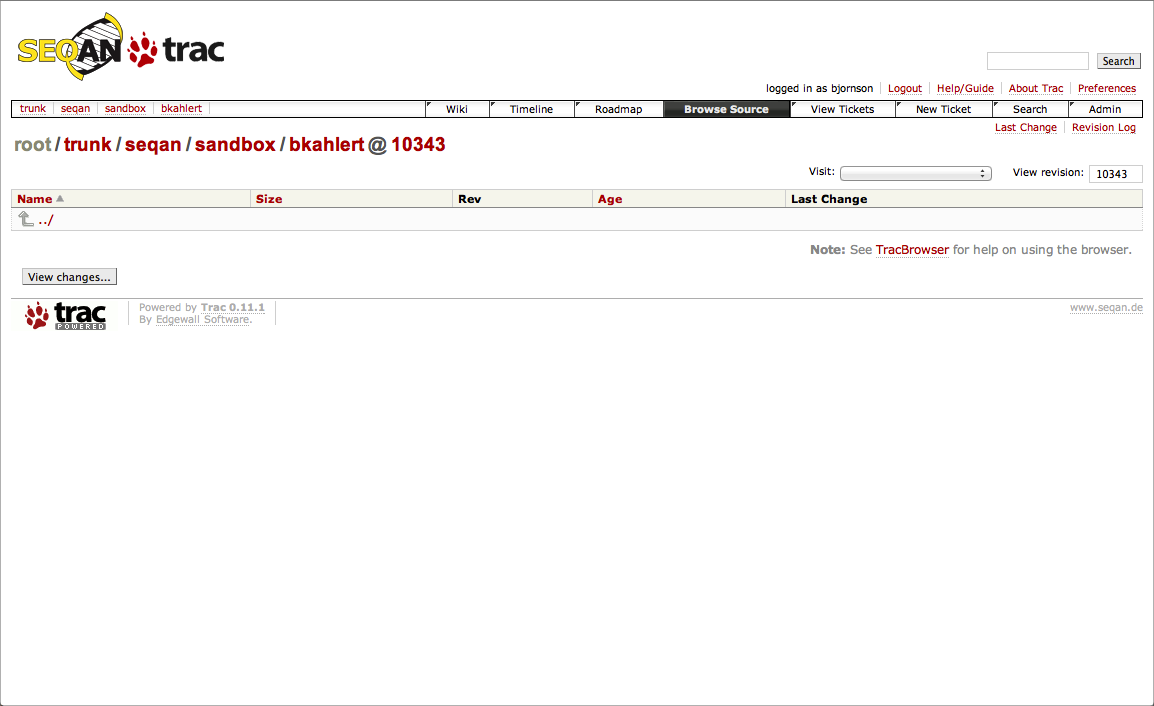 SEQAN trac
Search
logged in as bjornson Logout Help/Guide About Trac Preferences
trunk seqan sandbox bkahlert Wiki Timeline Roadmap Browse Source View Tickets New Ticket Search Admin
Last Change Revision Log
root / trunk / seqan / sandbox / bkahlert @ 10343
Visit: View revision: 10343
Name Size Rev Age Last Change
../
Note: See TracBrowser for help on using the browser.
View changes...
trac POWERED
Powered by Trac 0.11.1
By Edgewall Software.
www.seqan.de